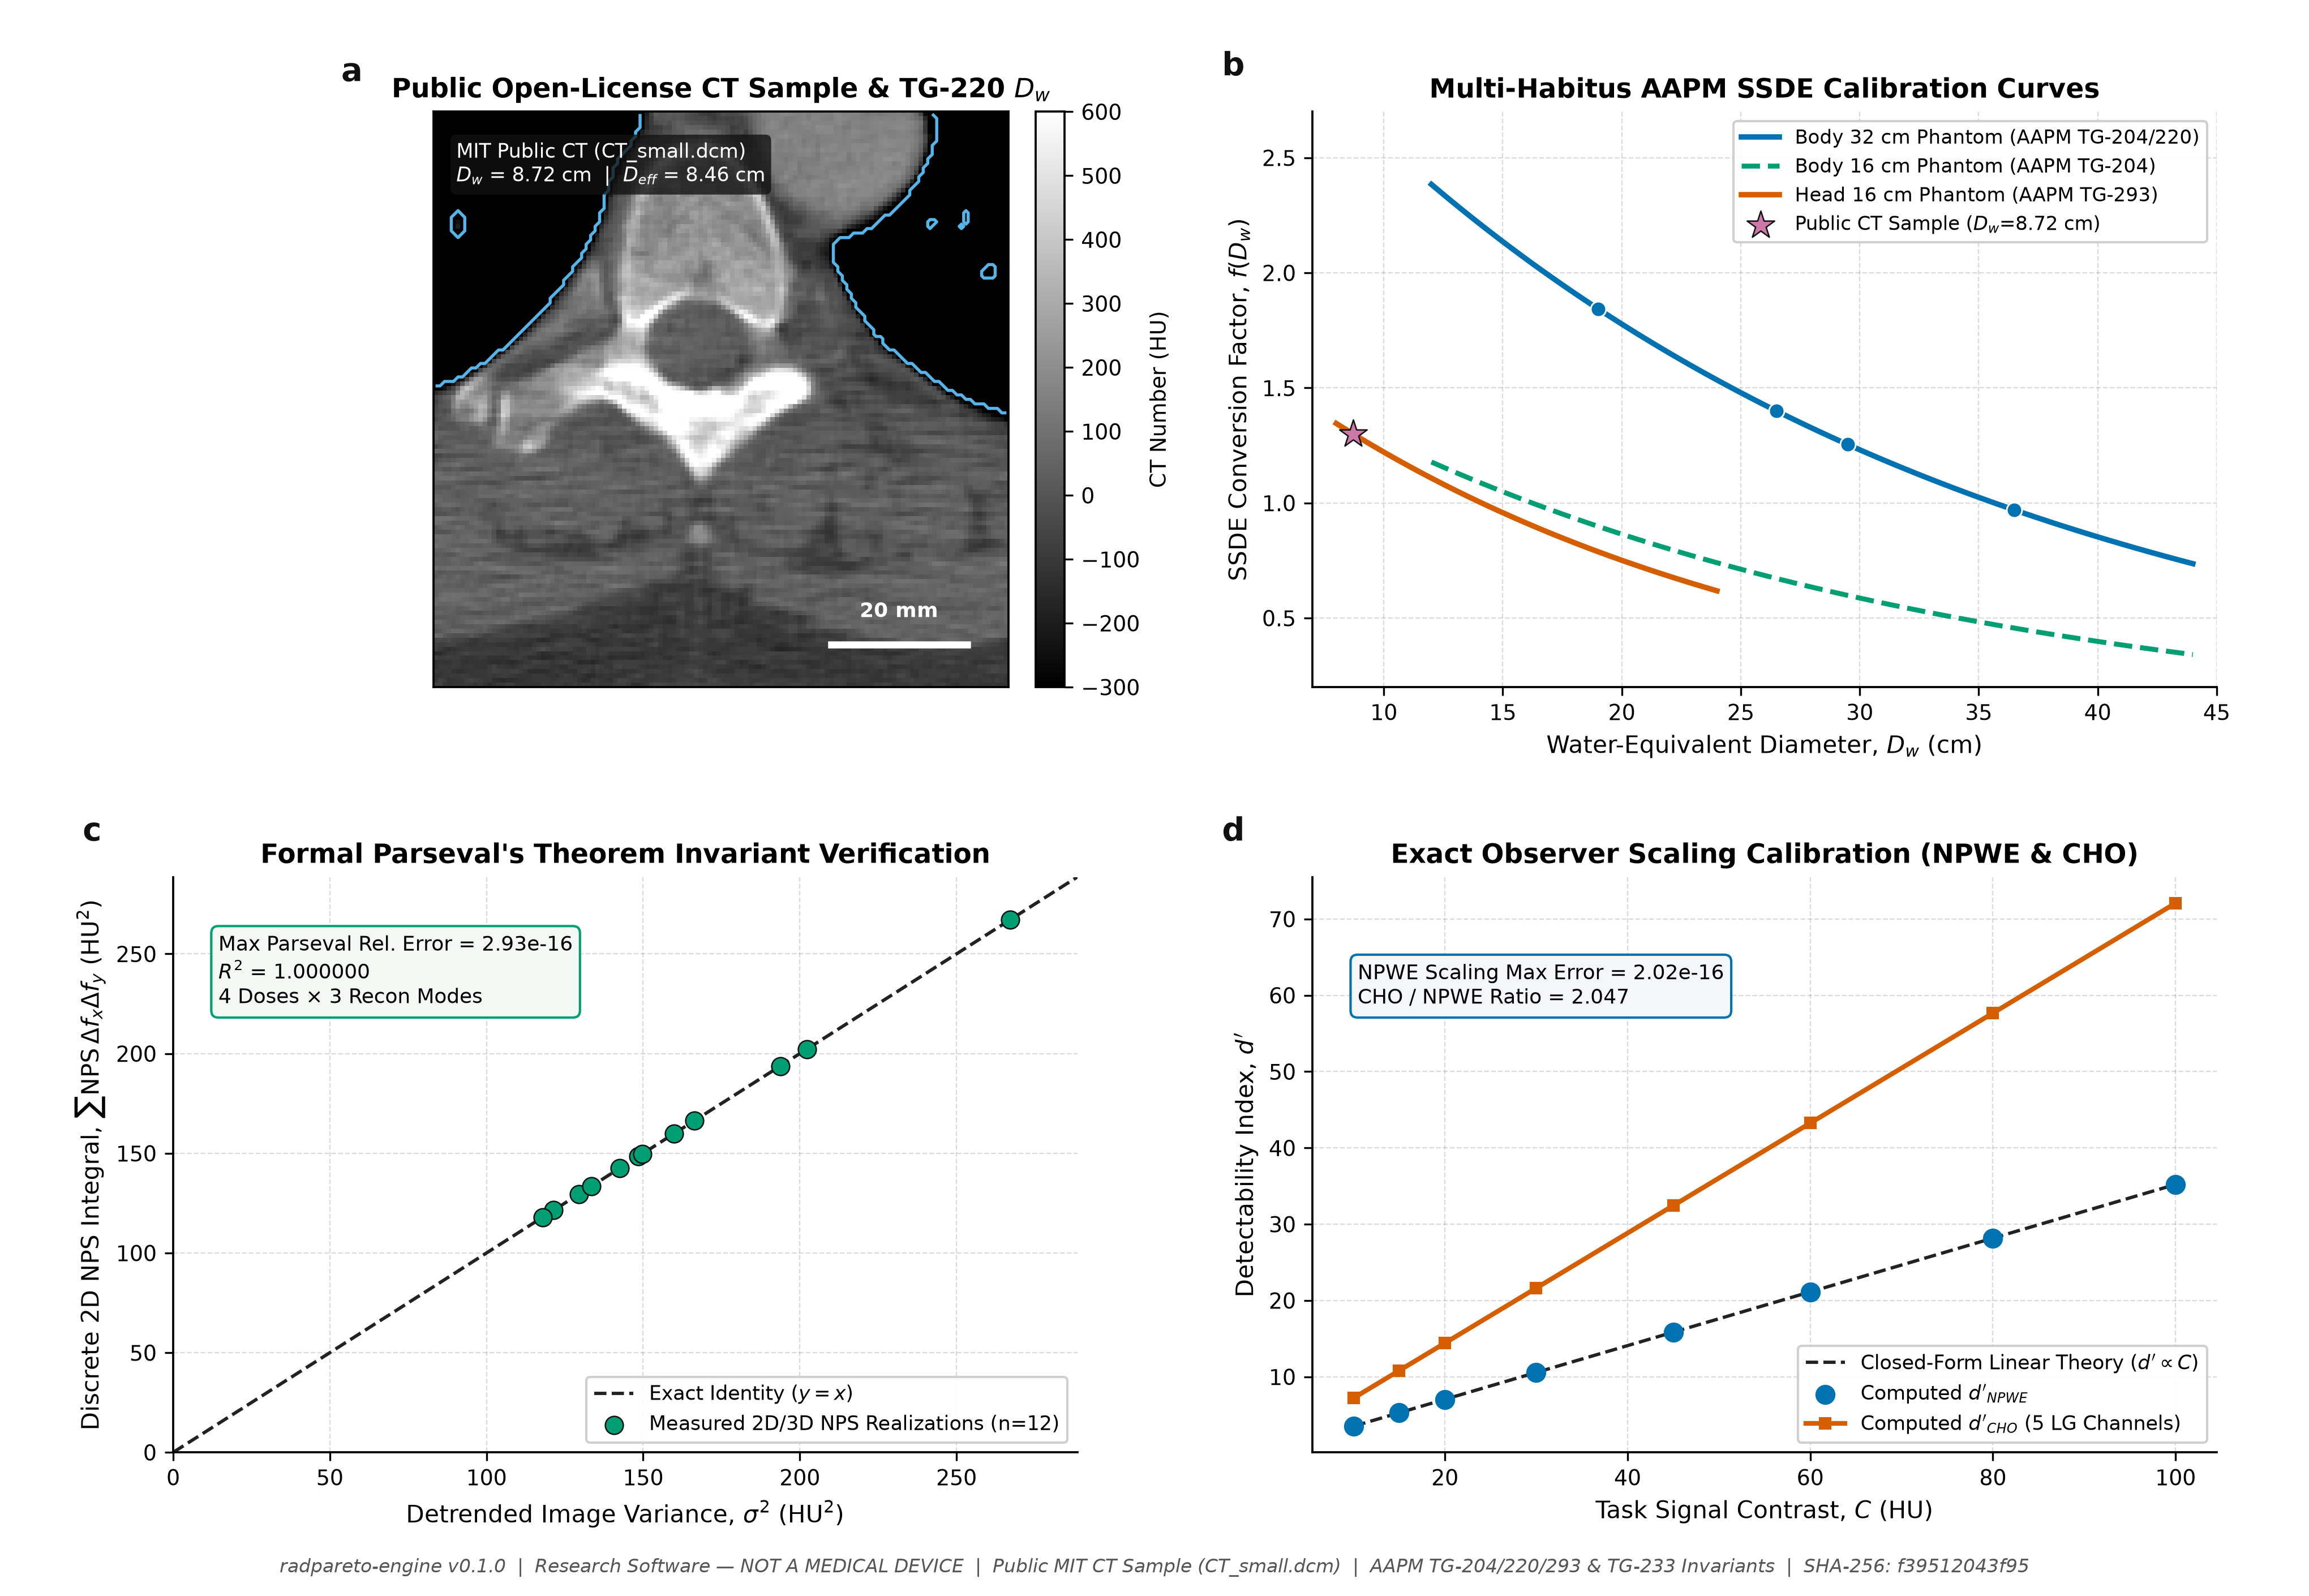 a
Public Open-License CT Sample & TG-220 D_w
MIT Public CT (CT_small.dcm)
D_w = 8.72 cm | D_eff = 8.46 cm
20 mm
600
500
400
300
200
100
0
−100
−200
−300
CT Number (HU)
b
Multi-Habitus AAPM SSDE Calibration Curves
Body 32 cm Phantom (AAPM TG-204/220)
Body 16 cm Phantom (AAPM TG-204)
Head 16 cm Phantom (AAPM TG-293)
Public CT Sample (D_w=8.72 cm)
SSDE Conversion Factor, f(D_w)
2.5
2.0
1.5
1.0
0.5
10 15 20 25 30 35 40 45
Water-Equivalent Diameter, D_w (cm)
c
Formal Parseval's Theorem Invariant Verification
Max Parseval Rel. Error = 2.93e-16
R² = 1.000000
4 Doses × 3 Recon Modes
Discrete 2D NPS Integral, ∑NPS Δf_xΔf_y (HU²)
250
200
150
100
50
0
Exact Identity (y = x)
Measured 2D/3D NPS Realizations (n=12)
0 50 100 150 200 250
Detrended Image Variance, σ² (HU²)
d
Exact Observer Scaling Calibration (NPWE & CHO)
NPWE Scaling Max Error = 2.02e-16
CHO / NPWE Ratio = 2.047
Detectability Index, d′
70
60
50
40
30
20
10
Closed-Form Linear Theory (d′ ∝ C)
Computed d′_NPWE
Computed d′_CHO (5 LG Channels)
20 40 60 80 100
Task Signal Contrast, C (HU)
radpareto-engine v0.1.0 | Research Software — NOT A MEDICAL DEVICE | Public MIT CT Sample (CT_small.dcm) | AAPM TG-204/220/293 & TG-233 Invariants | SHA-256: f39512043f95